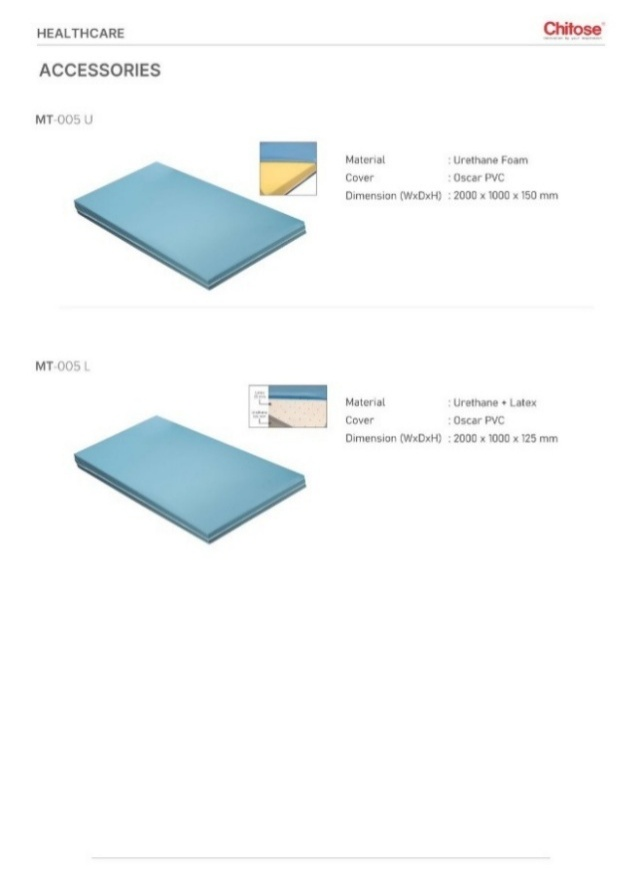 HEALTHCARE
Chitose
ACCESSORIES
MT-005 U
Material : Urethane Foam
Cover : Oscar PVC
Dimension (WxDxH) : 2000 x 1000 x 150 mm
MT-005 L
Material : Urethane + Latex
Cover : Oscar PVC
Dimension (WxDxH) : 2000 x 1000 x 125 mm